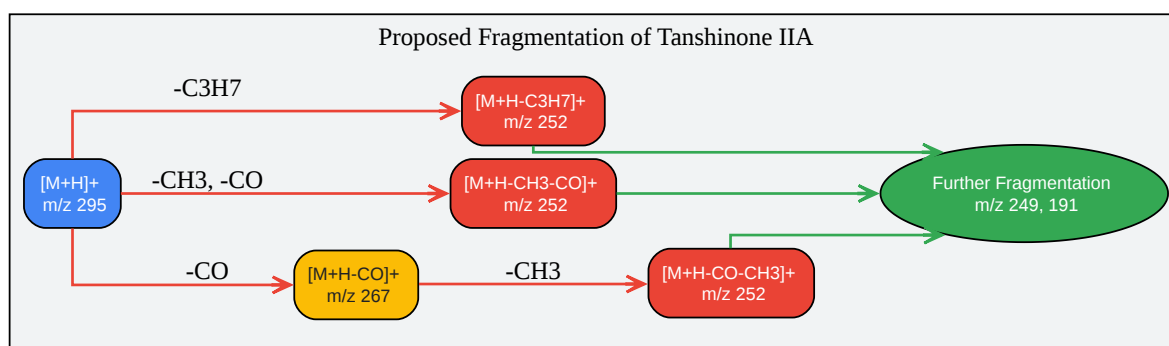 Proposed Fragmentation of Tanshinone IIA
-C3H7
[M+H-C3H7]+
m/z 252
[M+H]+
m/z 295
-CH3, -CO
[M+H-CH3-CO]+
m/z 252
Further Fragmentation
m/z 249, 191
-CO
[M+H-CO]+
m/z 267
-CH3
[M+H-CO-CH3]+
m/z 252